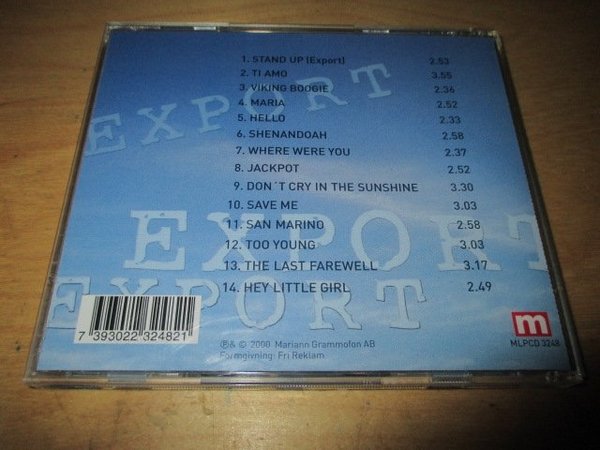 1. STAND UP (Export) 2.53
2. TI AMO 3.55
3. VIKING BOOGIE 2.36
4. MARIA 2.52
5. HELLO 2.33
6. SHENANDOAH 2.58
7. WHERE WERE YOU 2.37
8. JACKPOT 2.52
9. DON´T CRY IN THE SUNSHINE 3.30
10. SAVE ME 3.03
11. SAN MARINO 2.58
12. TOO YOUNG 3.03
13. THE LAST FAREWELL 3.17
14. HEY LITTLE GIRL 2.49
EXPORT
EXPORT
EXPORT
7 393022 324821
℗& © 2000 Mariann Grammofon AB
Formgivning: Fri Reklam
m
MLPCD 3248